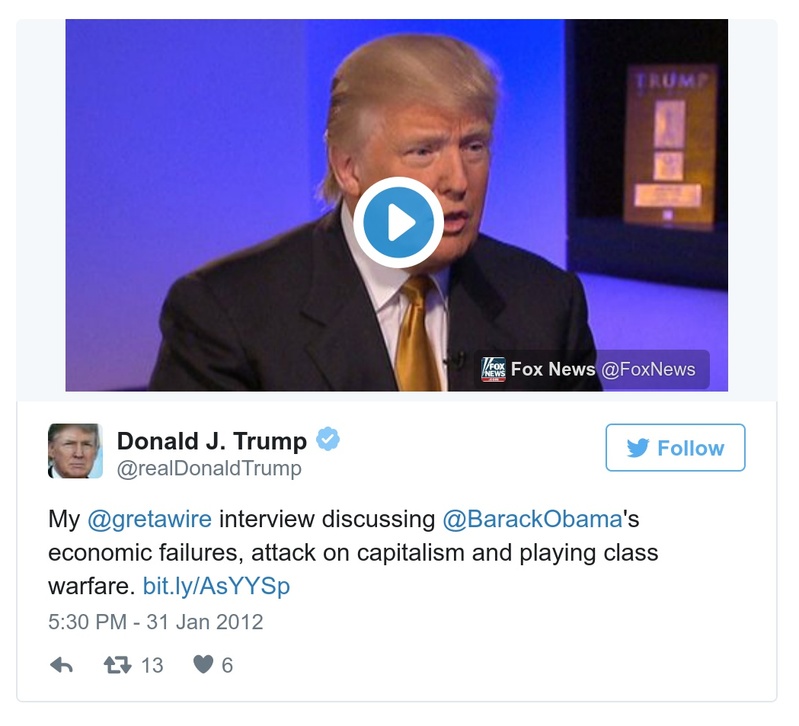 TRUMP
FOX
NEWS
Fox News @FoxNews
Donald J. Trump
@realDonaldTrump
Follow
My @gretawire interview discussing @BarackObama's
economic failures, attack on capitalism and playing class
warfare. bit.ly/AsYYSp
5:30 PM - 31 Jan 2012
13 6